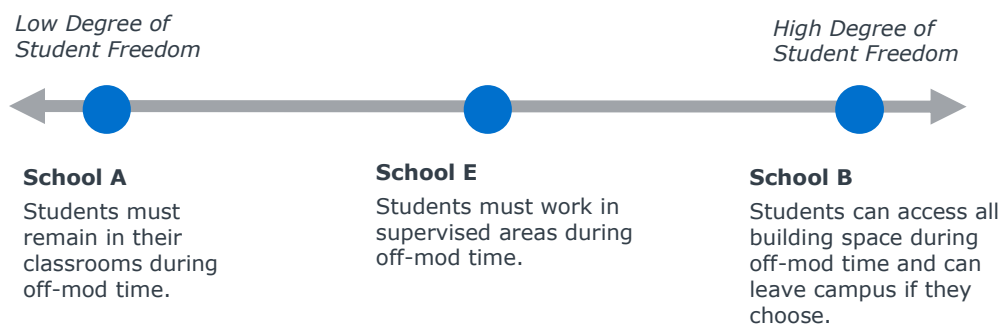 Low Degree of
Student Freedom
High Degree of
Student Freedom
School A
Students must
remain in their
classrooms during
off-mod time.
School E
Students must work in
supervised areas during
off-mod time.
School B
Students can access all
building space during
off-mod time and can
leave campus if they
choose.